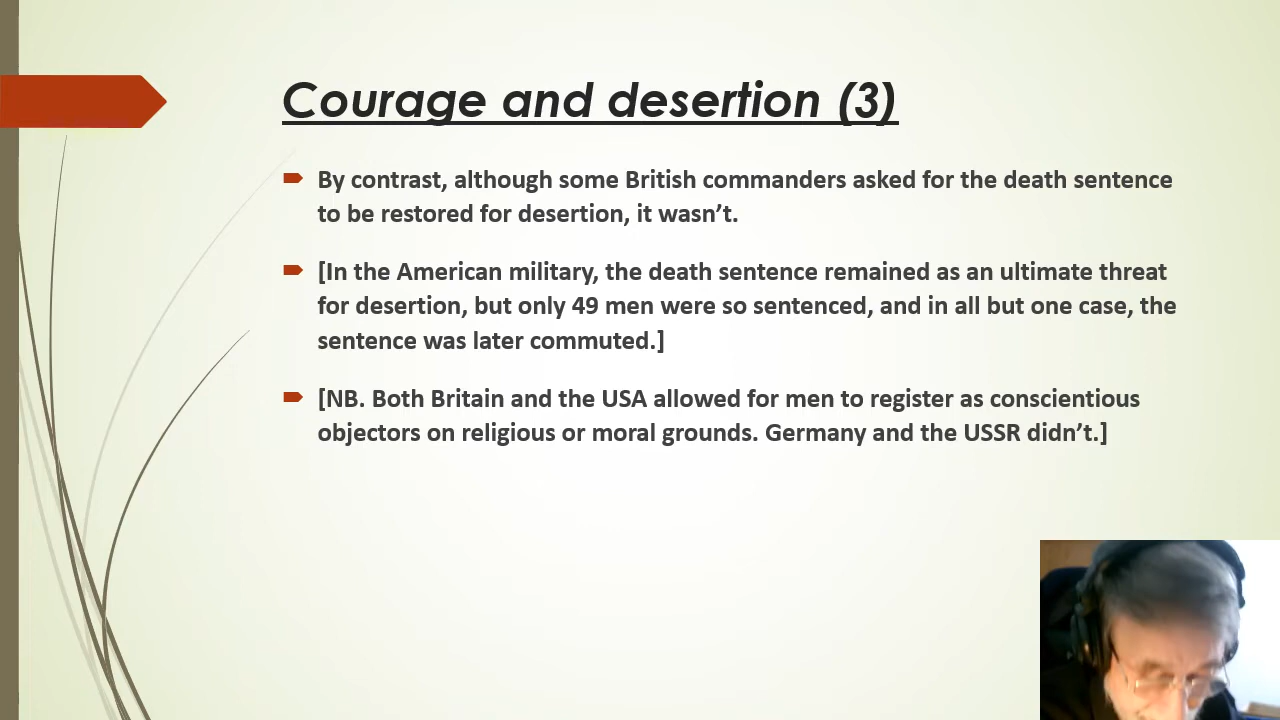 Courage and desertion (3)
By contrast, although some British commanders asked for the death sentence
to be restored for desertion, it wasn’t.
[In the American military, the death sentence remained as an ultimate threat
for desertion, but only 49 men were so sentenced, and in all but one case, the
sentence was later commuted.]
[NB. Both Britain and the USA allowed for men to register as conscientious
objectors on religious or moral grounds. Germany and the USSR didn’t.]